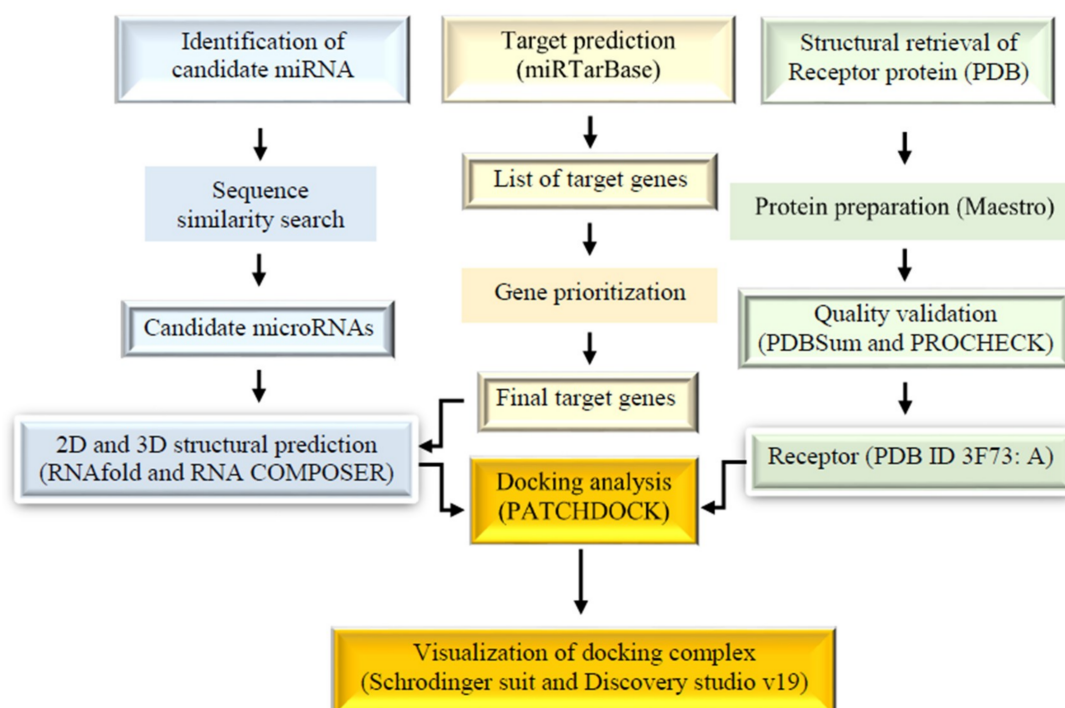 Identification of
candidate miRNA
Sequence
similarity search
Candidate microRNAs
2D and 3D structural prediction
(RNAfold and RNA COMPOSER)
Target prediction
(miRTarBase)
List of target genes
Gene prioritization
Final target genes
Structural retrieval of
Receptor protein (PDB)
Protein preparation (Maestro)
Quality validation
(PDBSum and PROCHECK)
Receptor (PDB ID 3F73: A)
Docking analysis
(PATCHDOCK)
Visualization of docking complex
(Schrodinger suit and Discovery studio v19)